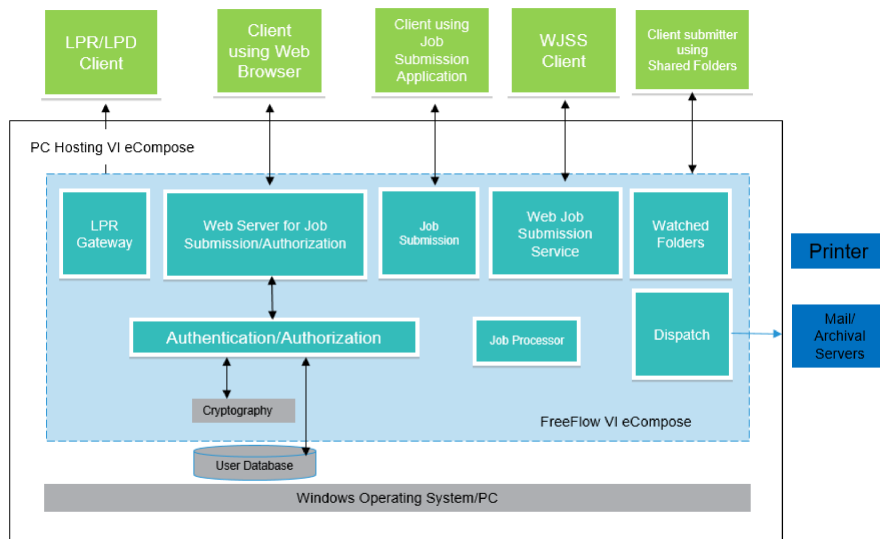 LPR/LPD
Client
Client
using Web
Browser
Client using
Job
Submission
Application
WJSS
Client
Client submitter
using
Shared Folders
PC Hosting VI eCompose
LPR
Gateway
Web Server for Job
Submission/Authorization
Job
Submission
Web Job
Submission
Service
Watched
Folders
Printer
Authentication/Authorization
Job Processor
Dispatch
Mail/
Archival
Servers
Cryptography
FreeFlow VI eCompose
User Database
Windows Operating System/PC